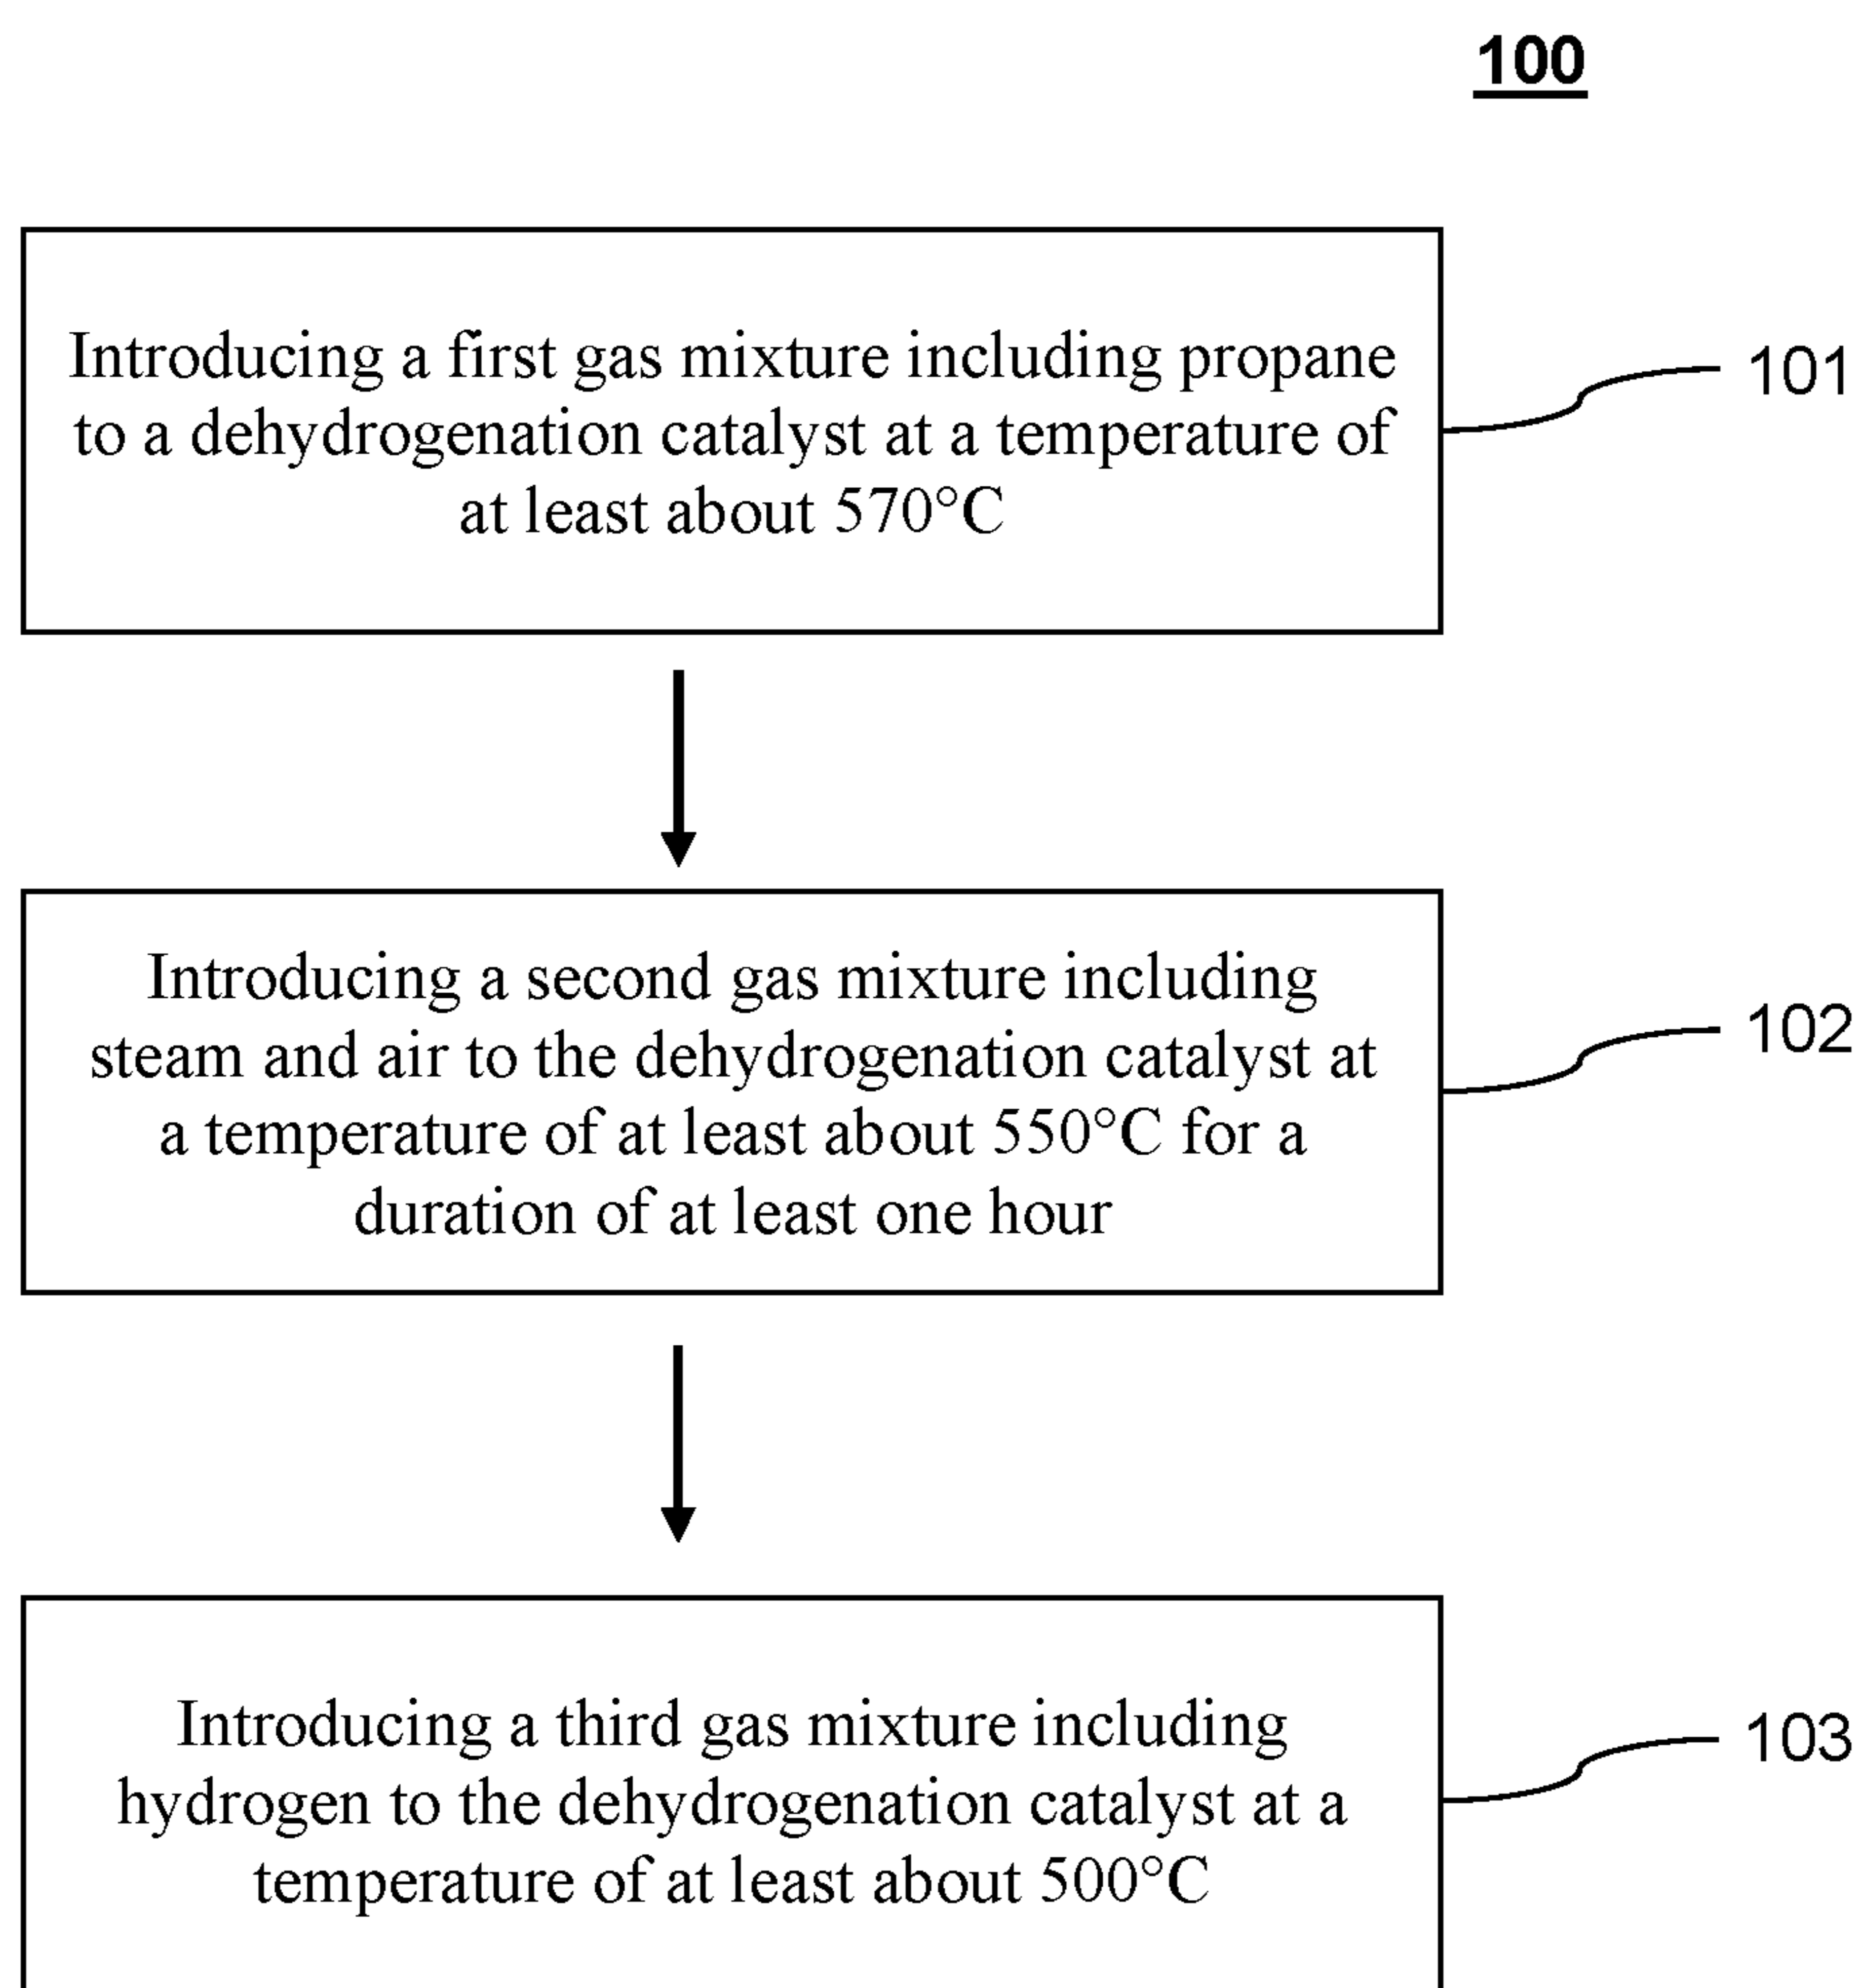 100
Introducing a first gas mixture including propane
to a dehydrogenation catalyst at a temperature of
at least about 570°C
101
Introducing a second gas mixture including
steam and air to the dehydrogenation catalyst at
a temperature of at least about 550°C for a
duration of at least one hour
102
Introducing a third gas mixture including
hydrogen to the dehydrogenation catalyst at a
temperature of at least about 500°C
103